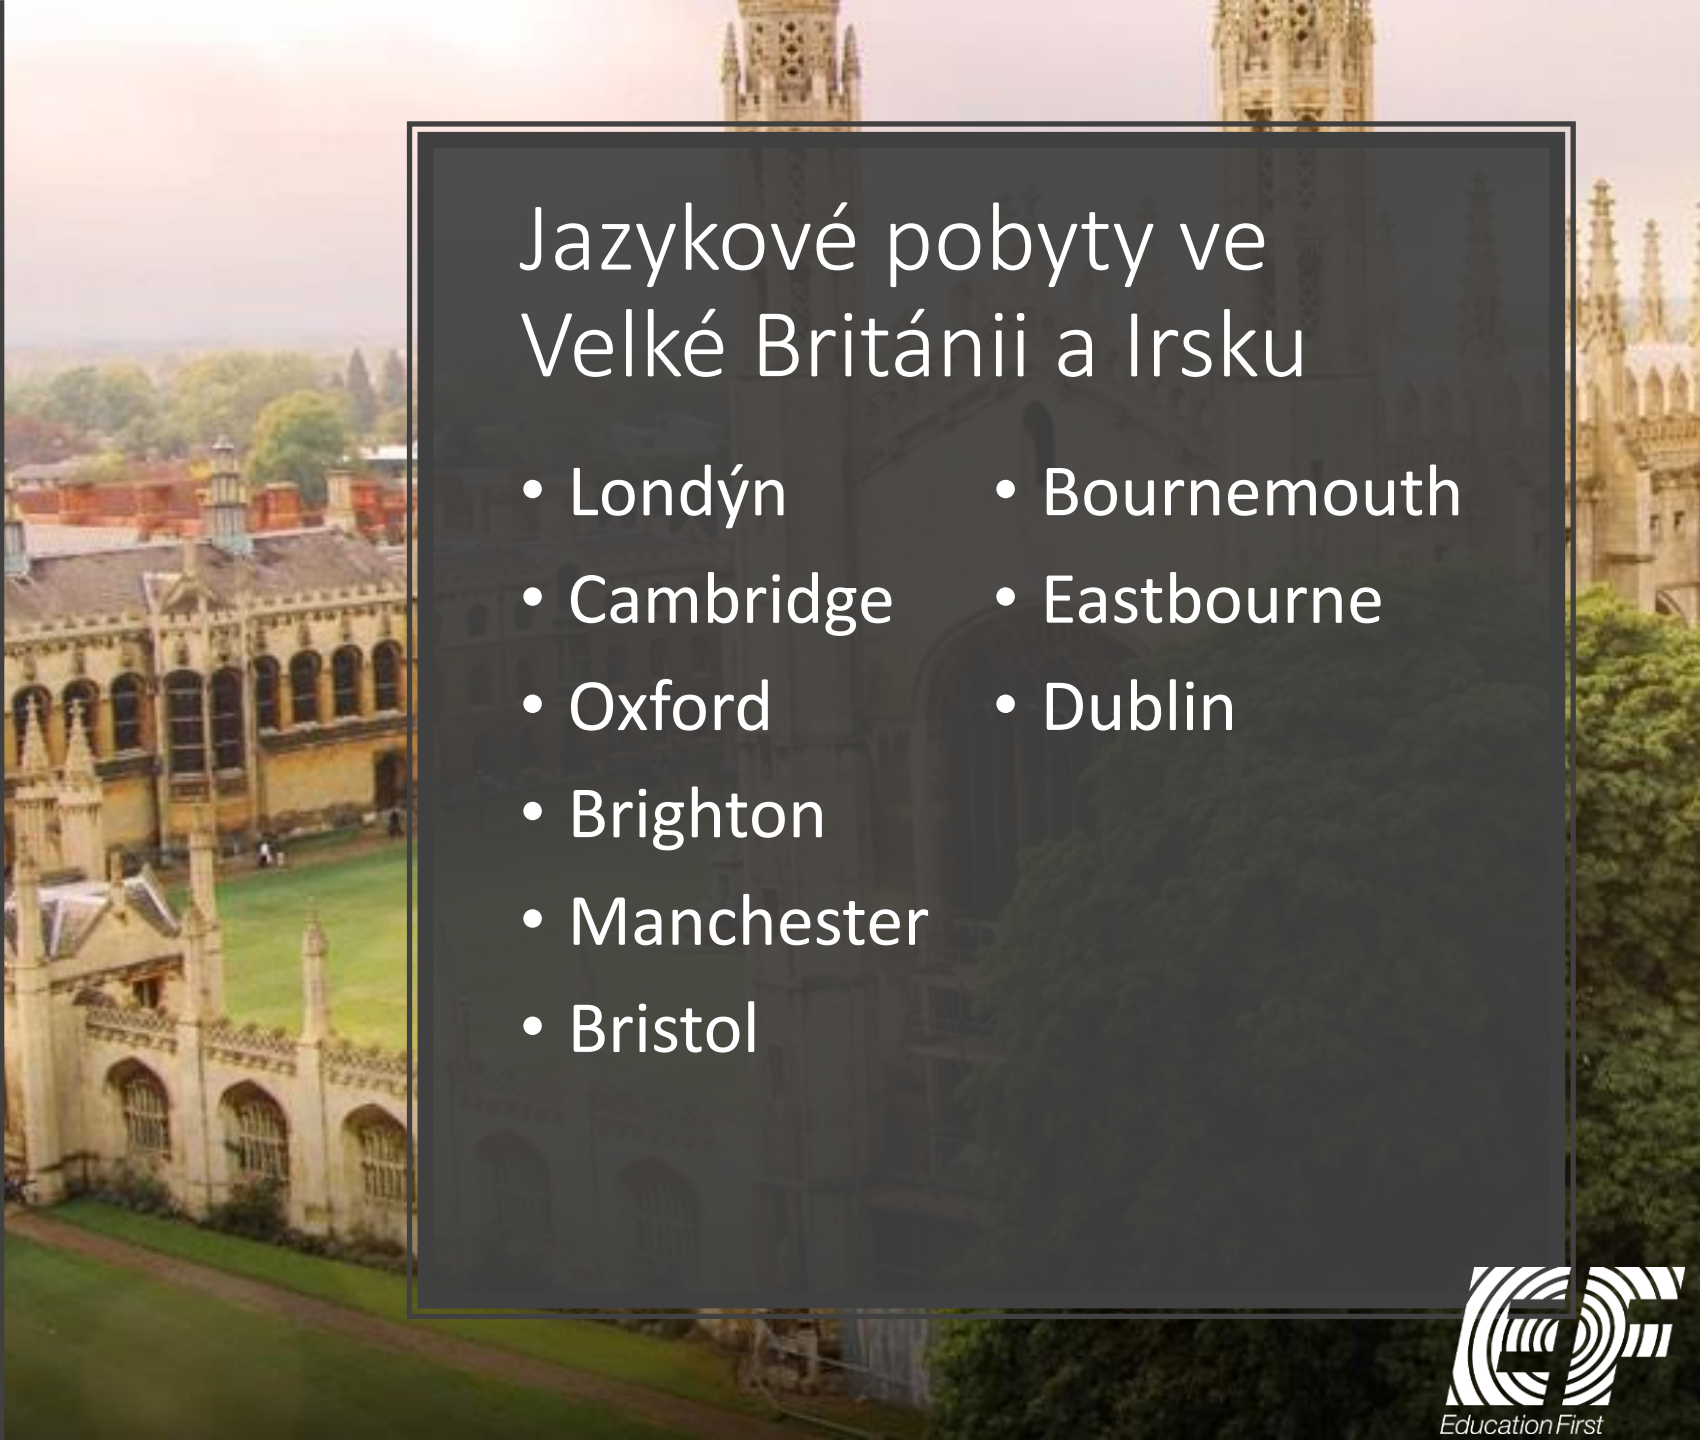 Jazykové pobyty ve
Velké Británii a Irsku
• Londýn
• Cambridge
• Oxford
• Brighton
• Manchester
• Bristol
• Bournemouth
• Eastbourne
• Dublin
EF
Education First